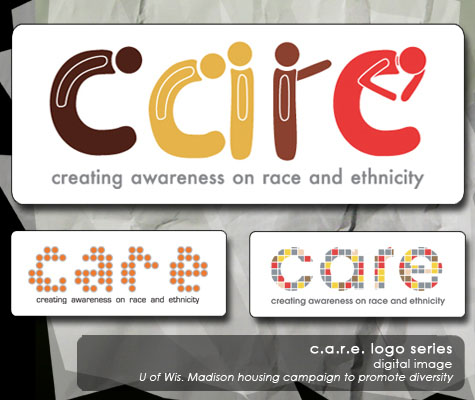 care
creating awareness on race and ethnicity
care
creating awareness on race and ethnicity
care
creating awareness on race and ethnicity
c.a.r.e. logo series
digital image
U of Wis. Madison housing campaign to promote diversity